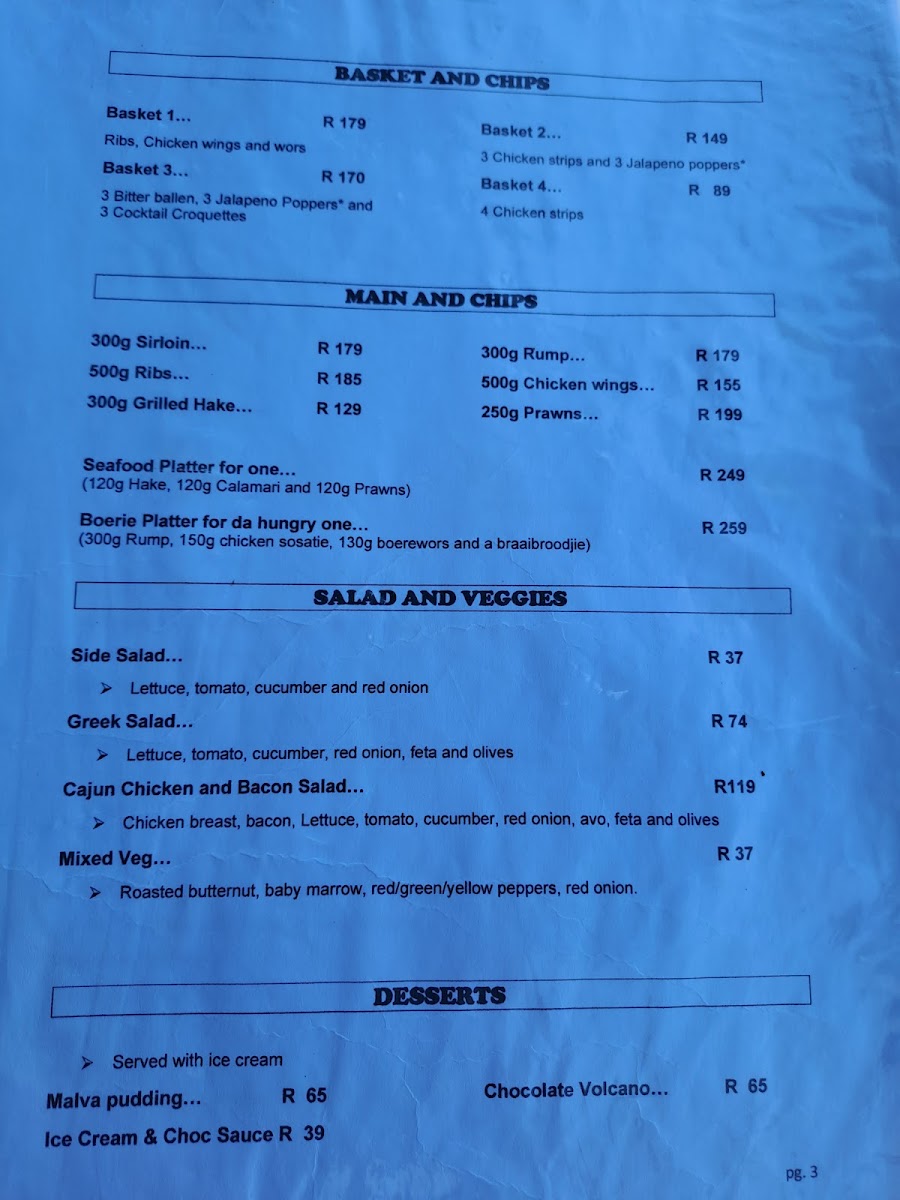 BASKET AND CHIPS
Basket 1... R 179
Ribs, Chicken wings and wors
Basket 2... R 149
3 Chicken strips and 3 Jalapeno poppers*
Basket 3... R 170
3 Bitter ballen, 3 Jalapeno Poppers* and
3 Cocktail Croquettes
Basket 4... R 89
4 Chicken strips
MAIN AND CHIPS
300g Sirloin... R 179
300g Rump... R 179
500g Ribs... R 185
500g Chicken wings... R 155
300g Grilled Hake... R 129
250g Prawns... R 199
Seafood Platter for one... R 249
(120g Hake, 120g Calamari and 120g Prawns)
Boerie Platter for da hungry one... R 259
(300g Rump, 150g chicken sosatie, 130g boerewors and a braaibroodjie)
SALAD AND VEGGIES
Side Salad... R 37
➢ Lettuce, tomato, cucumber and red onion
Greek Salad... R 74
➢ Lettuce, tomato, cucumber, red onion, feta and olives
Cajun Chicken and Bacon Salad... R119
➢ Chicken breast, bacon, Lettuce, tomato, cucumber, red onion, avo, feta and olives
Mixed Veg... R 37
➢ Roasted butternut, baby marrow, red/green/yellow peppers, red onion.
DESSERTS
➢ Served with ice cream
Malva pudding... R 65
Chocolate Volcano... R 65
Ice Cream & Choc Sauce R 39
pg. 3